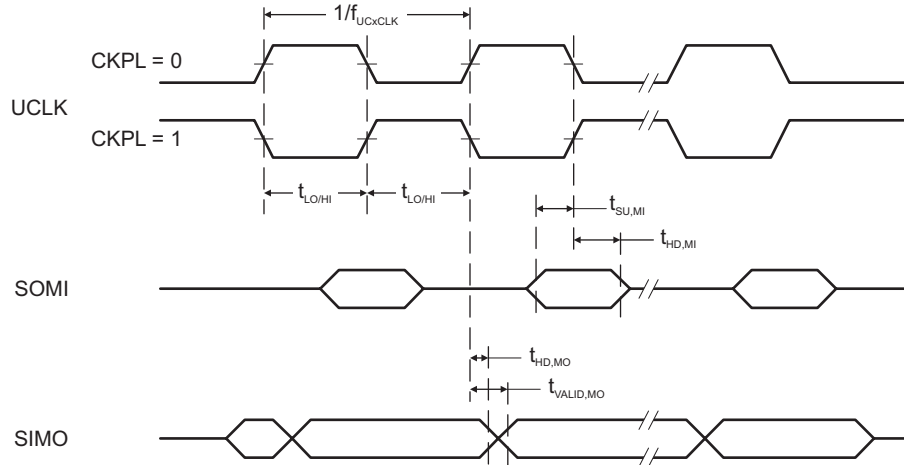 1/fUCxCLK
CKPL = 0
UCLK
CKPL = 1
tLO/HI tLO/HI
tSU,MI
tHD,MI
SOMI
tHD,MO
tVALID,MO
SIMO